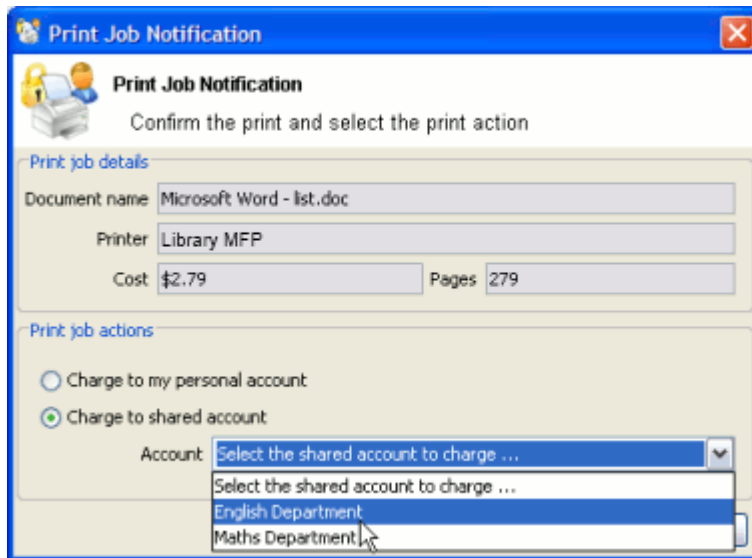 Print Job Notification
Print Job Notification
Confirm the print and select the print action
Print job details
Document name Microsoft Word - list.doc
Printer Library MFP
Cost $2.79 Pages 279
Print job actions
Charge to my personal account
Charge to shared account
Account Select the shared account to charge ...
Select the shared account to charge ...
English Department
Maths Department